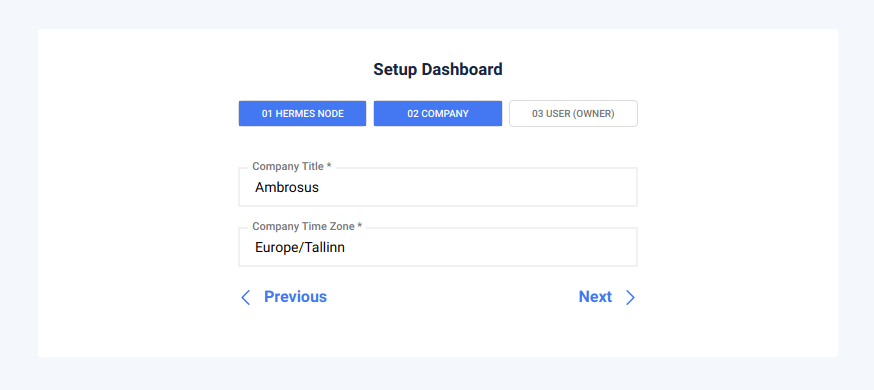 Setup Dashboard
01 HERMES NODE
02 COMPANY
03 USER (OWNER)
Company Title *
Ambrosus
Company Time Zone *
Europe/Tallinn
Previous
Next